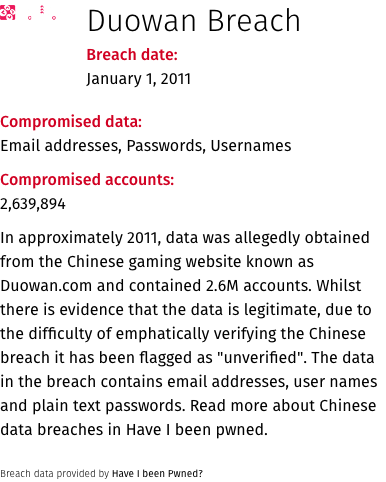 Duowan Breach
Breach date:
January 1, 2011
Compromised data:
Email addresses, Passwords, Usernames
Compromised accounts:
2,639,894
In approximately 2011, data was allegedly obtained
from the Chinese gaming website known as
Duowan.com and contained 2.6M accounts. Whilst
there is evidence that the data is legitimate, due to
the difficulty of emphatically verifying the Chinese
breach it has been flagged as "unverified". The data
in the breach contains email addresses, user names
and plain text passwords. Read more about Chinese
data breaches in Have I been pwned.
Breach data provided by Have I been Pwned?